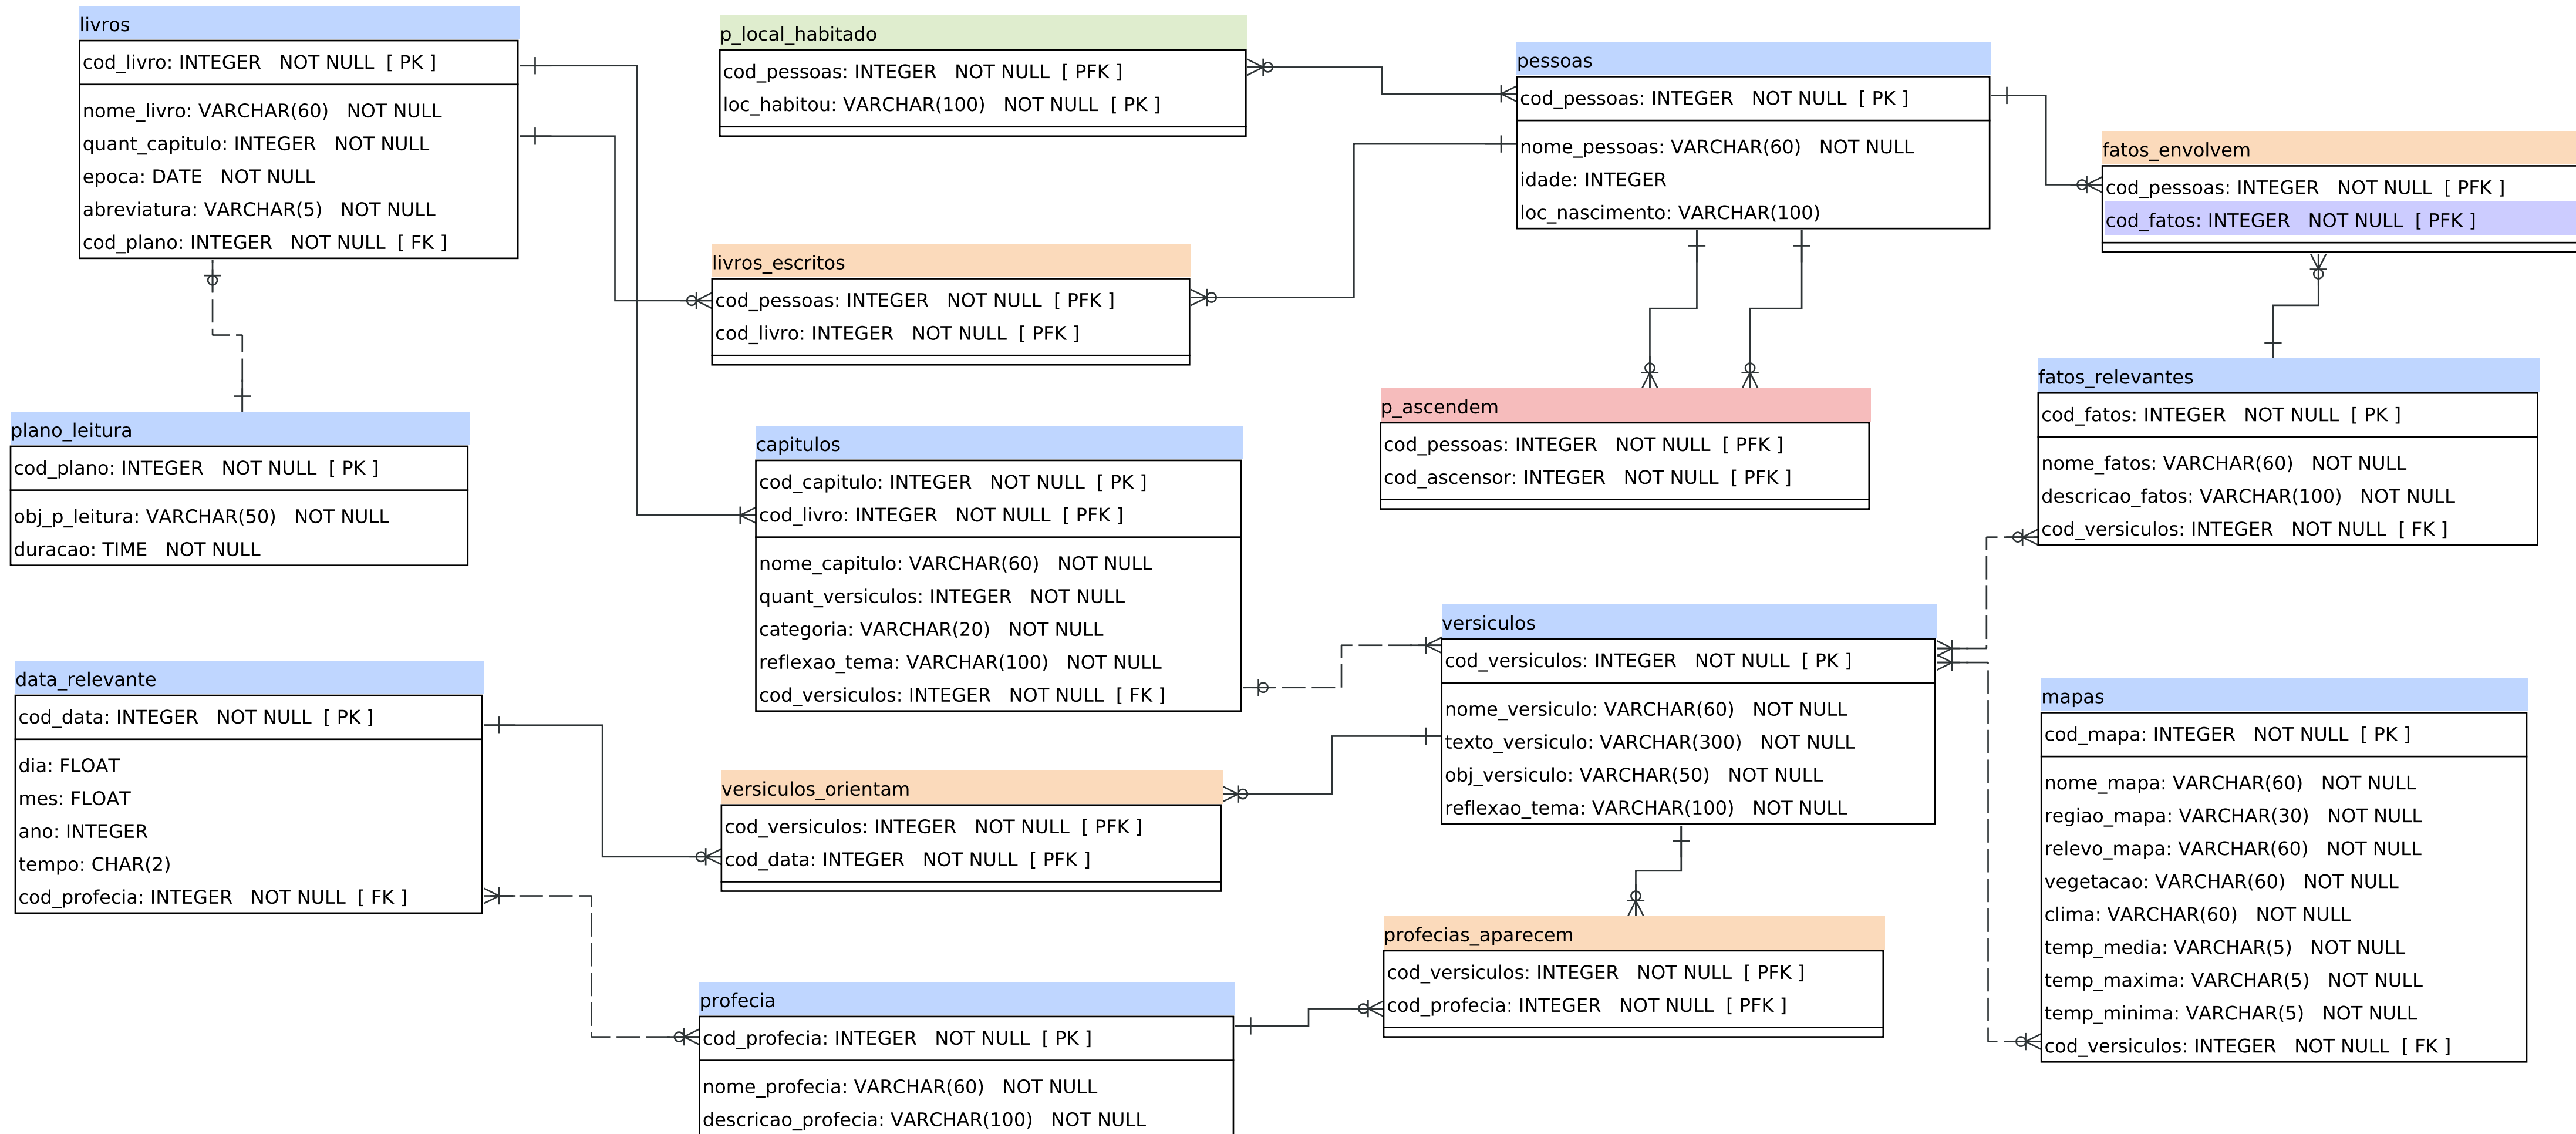 livros
cod_livro: INTEGER NOT NULL [ PK ]
nome_livro: VARCHAR(60) NOT NULL
quant_capitulo: INTEGER NOT NULL
epoca: DATE NOT NULL
abreviatura: VARCHAR(5) NOT NULL
cod_plano: INTEGER NOT NULL [ FK ]
p_local_habitado
cod_pessoas: INTEGER NOT NULL [ PFK ]
loc_habitou: VARCHAR(100) NOT NULL [ PK ]
pessoas
cod_pessoas: INTEGER NOT NULL [ PK ]
nome_pessoas: VARCHAR(60) NOT NULL
idade: INTEGER
loc_nascimento: VARCHAR(100)
fatos_envolvem
cod_pessoas: INTEGER NOT NULL [ PFK ]
cod_fatos: INTEGER NOT NULL [ PFK ]
livros_escritos
cod_pessoas: INTEGER NOT NULL [ PFK ]
cod_livro: INTEGER NOT NULL [ PFK ]
plano_leitura
cod_plano: INTEGER NOT NULL [ PK ]
obj_p_leitura: VARCHAR(50) NOT NULL
duracao: TIME NOT NULL
capitulos
cod_capitulo: INTEGER NOT NULL [ PK ]
cod_livro: INTEGER NOT NULL [ PFK ]
nome_capitulo: VARCHAR(60) NOT NULL
quant_versiculos: INTEGER NOT NULL
categoria: VARCHAR(20) NOT NULL
reflexao_tema: VARCHAR(100) NOT NULL
cod_versiculos: INTEGER NOT NULL [ FK ]
p_ascendem
cod_pessoas: INTEGER NOT NULL [ PFK ]
cod_ascensor: INTEGER NOT NULL [ PFK ]
fatos_relevantes
cod_fatos: INTEGER NOT NULL [ PK ]
nome_fatos: VARCHAR(60) NOT NULL
descricao_fatos: VARCHAR(100) NOT NULL
cod_versiculos: INTEGER NOT NULL [ FK ]
data_relevante
cod_data: INTEGER NOT NULL [ PK ]
dia: FLOAT
mes: FLOAT
ano: INTEGER
tempo: CHAR(2)
cod_profecia: INTEGER NOT NULL [ FK ]
versiculos
cod_versiculos: INTEGER NOT NULL [ PK ]
nome_versiculo: VARCHAR(60) NOT NULL
texto_versiculo: VARCHAR(300) NOT NULL
obj_versiculo: VARCHAR(50) NOT NULL
reflexao_tema: VARCHAR(100) NOT NULL
mapas
cod_mapa: INTEGER NOT NULL [ PK ]
nome_mapa: VARCHAR(60) NOT NULL
regiao_mapa: VARCHAR(30) NOT NULL
relevo_mapa: VARCHAR(60) NOT NULL
vegetacao: VARCHAR(60) NOT NULL
clima: VARCHAR(60) NOT NULL
temp_media: VARCHAR(5) NOT NULL
temp_maxima: VARCHAR(5) NOT NULL
temp_minima: VARCHAR(5) NOT NULL
cod_versiculos: INTEGER NOT NULL [ FK ]
versiculos_orientam
cod_versiculos: INTEGER NOT NULL [ PFK ]
cod_data: INTEGER NOT NULL [ PFK ]
profecias_aparecem
cod_versiculos: INTEGER NOT NULL [ PFK ]
cod_profecia: INTEGER NOT NULL [ PFK ]
profecia
cod_profecia: INTEGER NOT NULL [ PK ]
nome_profecia: VARCHAR(60) NOT NULL
descricao_profecia: VARCHAR(100) NOT NULL